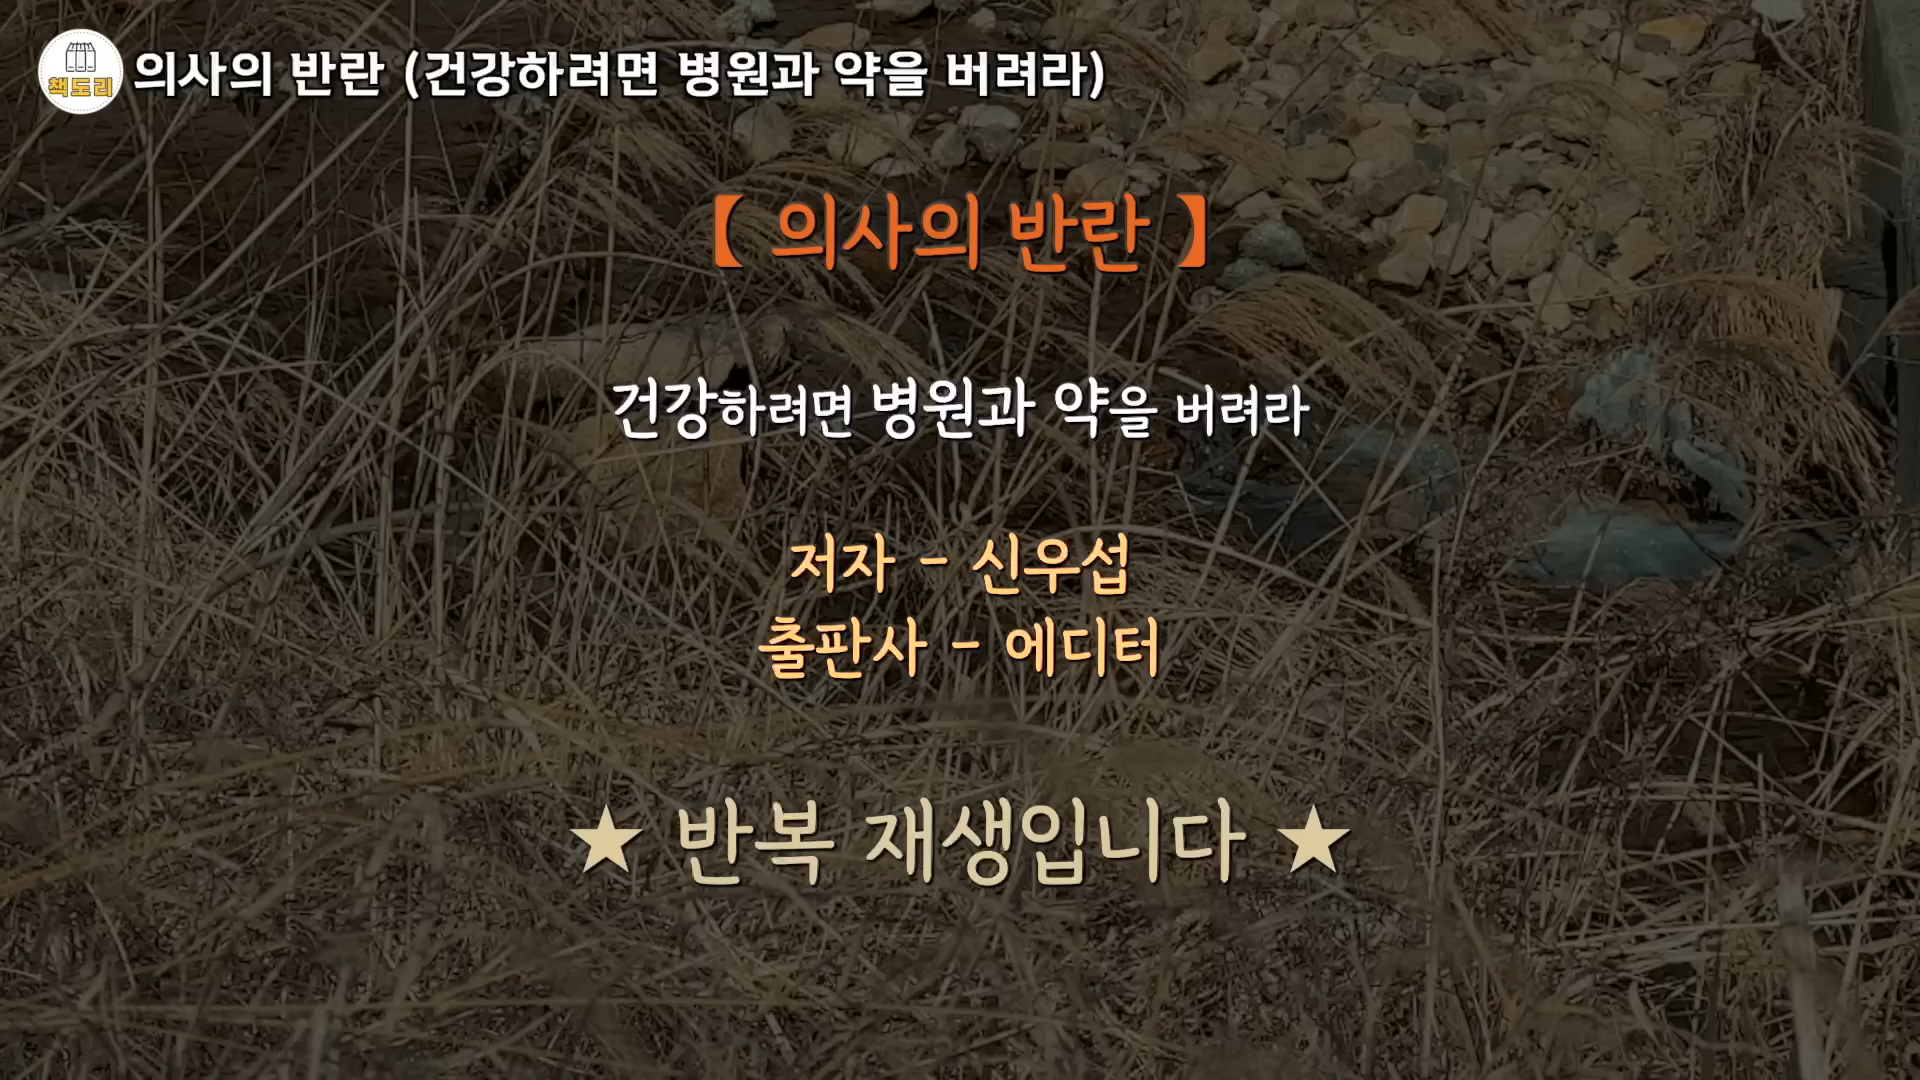 책도리
의사의 반란 (건강하려면 병원과 약을 버려라)
【 의사의 반란 】
건강하려면 병원과 약을 버려라
저자 - 신우섭
출판사 - 에디터
★ 반복 재생입니다 ★